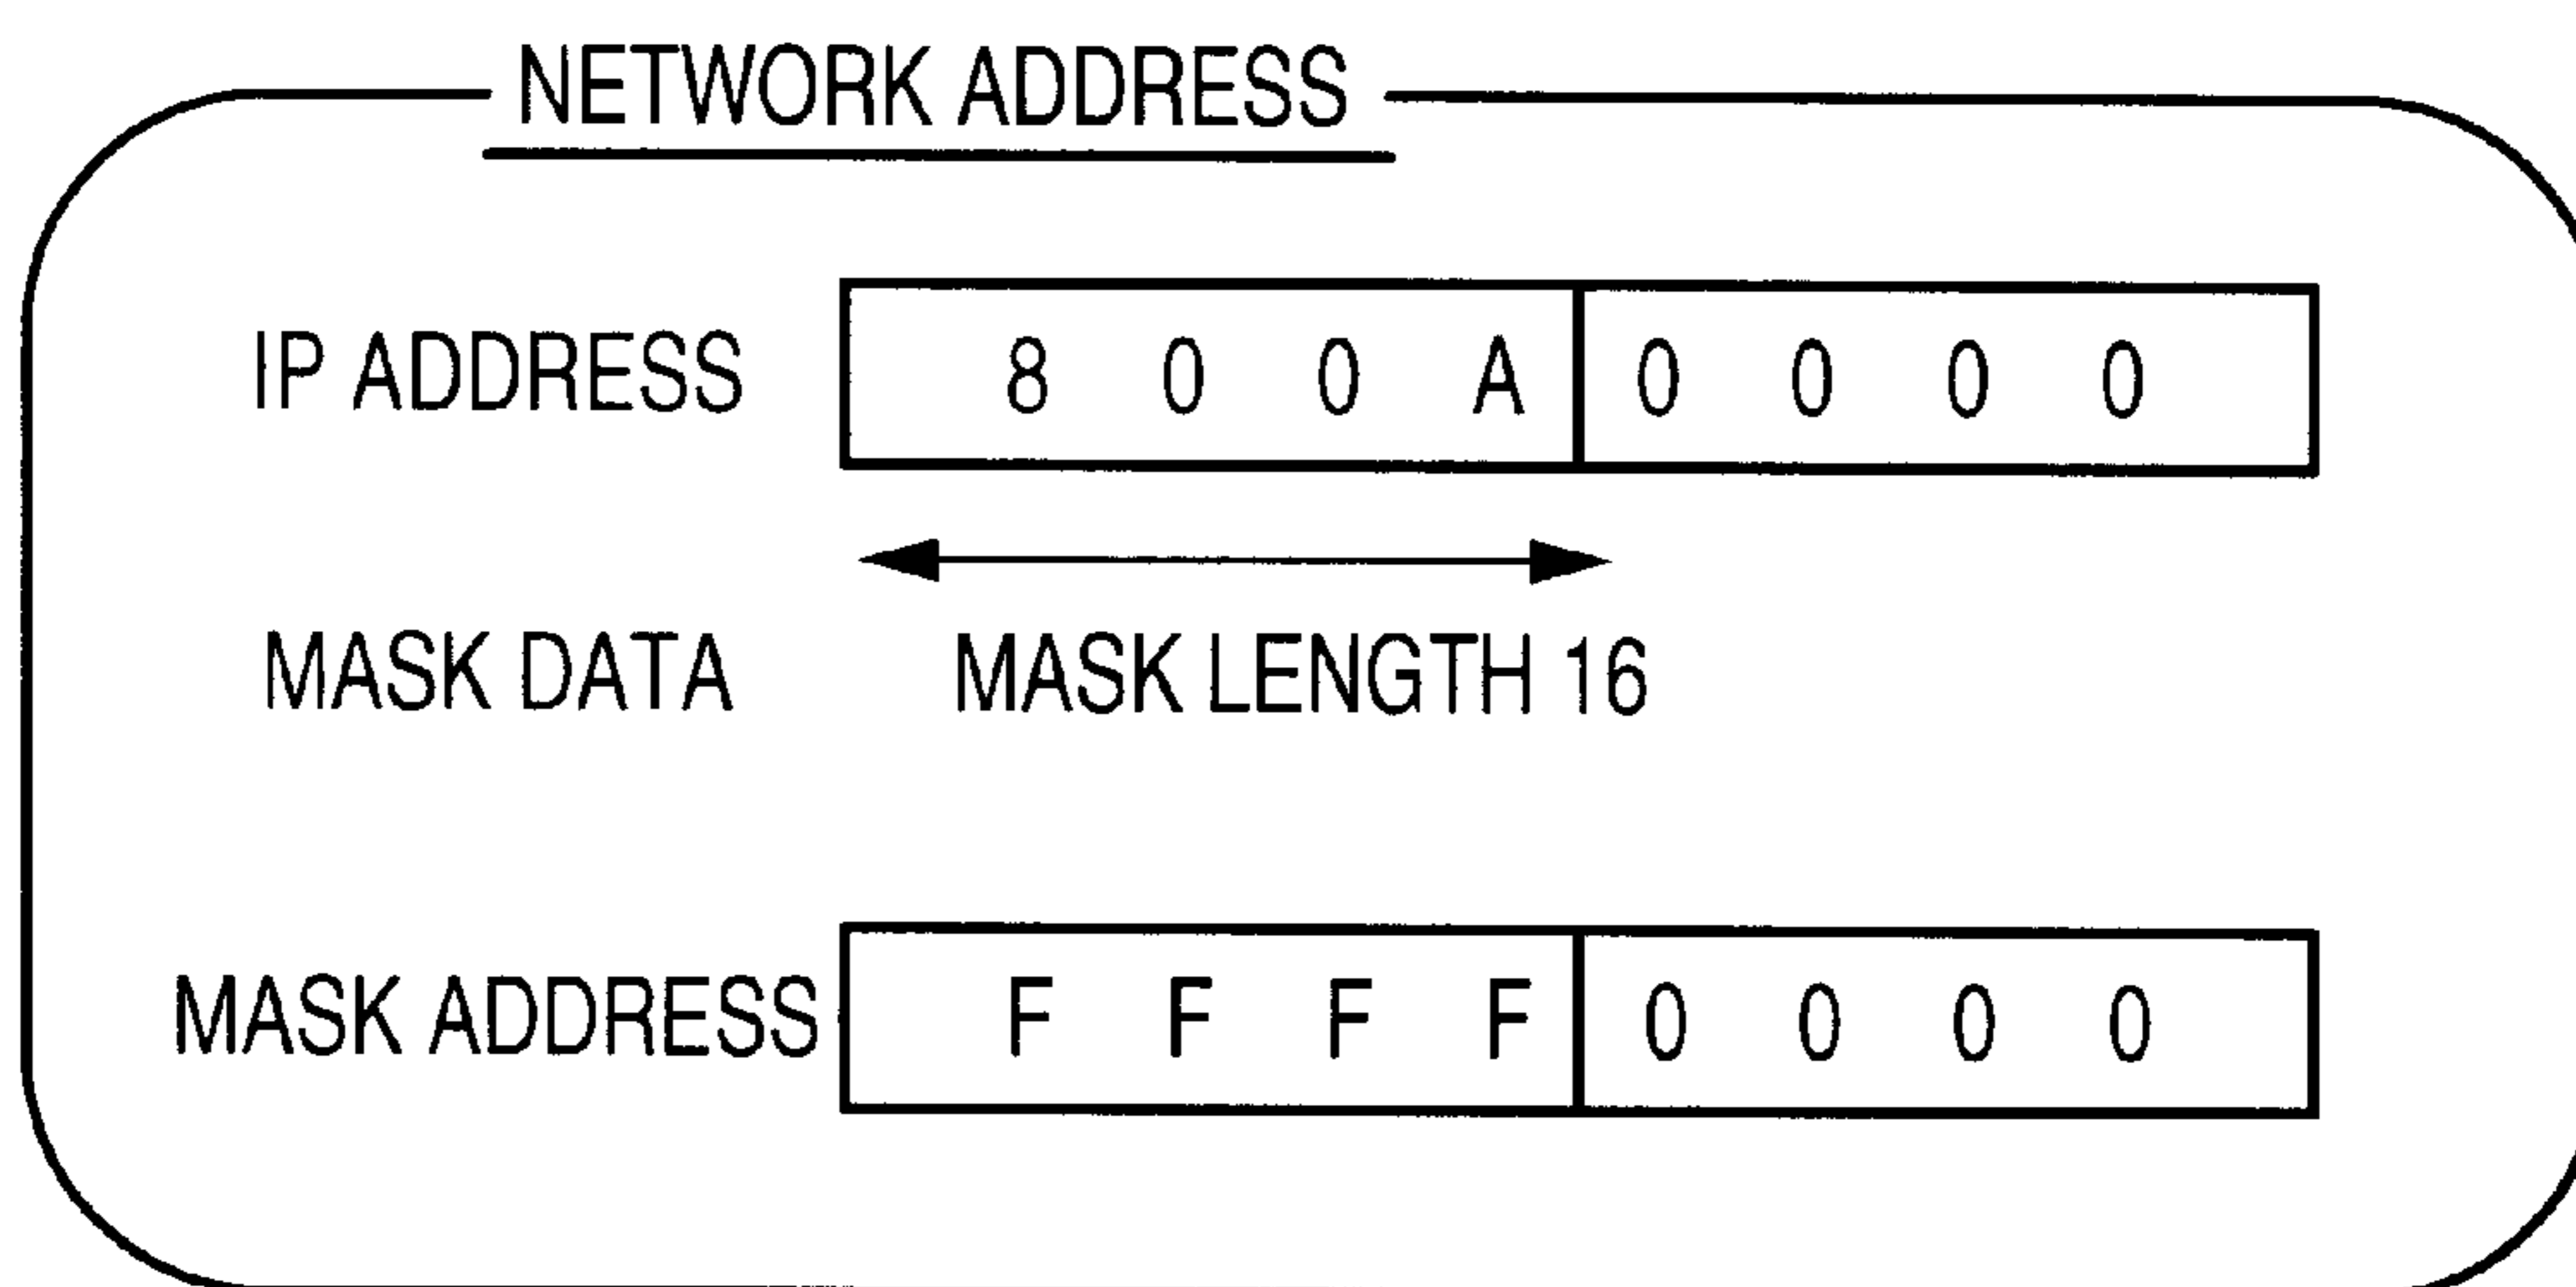 NETWORK ADDRESS
IP ADDRESS 8 0 0 A 0 0 0 0
MASK DATA MASK LENGTH 16
MASK ADDRESS F F F F 0 0 0 0